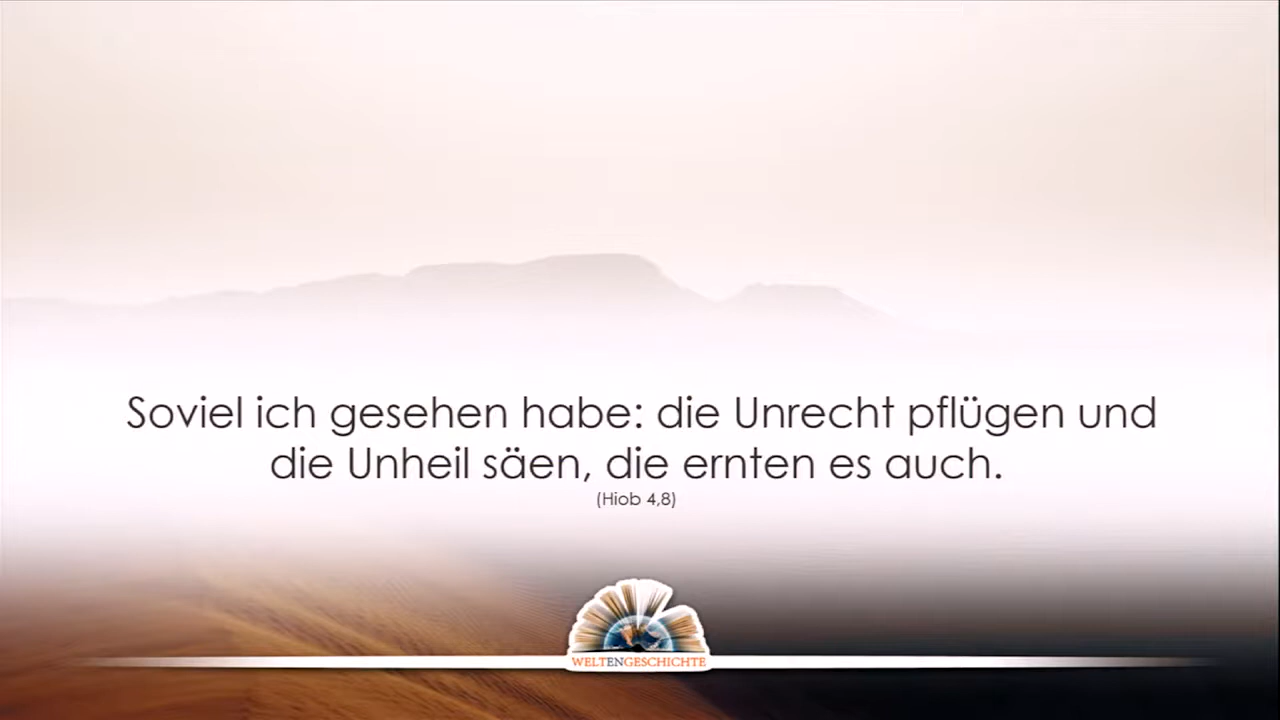 Soviel ich gesehen habe: die Unrecht pflügen und
die Unheil säen, die ernten es auch.
(Hiob 4,8)
WELTENGESCHICHTE